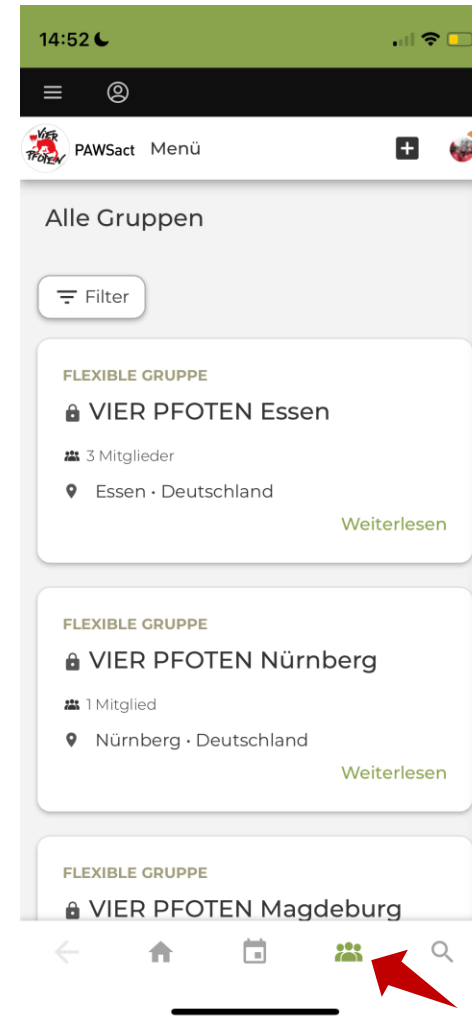 14:52
VIER
PFOTEN
PAWSact Menü
Alle Gruppen
Filter
FLEXIBLE GRUPPE
VIER PFOTEN Essen
3 Mitglieder
Essen · Deutschland
Weiterlesen
FLEXIBLE GRUPPE
VIER PFOTEN Nürnberg
1 Mitglied
Nürnberg · Deutschland
Weiterlesen
FLEXIBLE GRUPPE
VIER PFOTEN Magdeburg